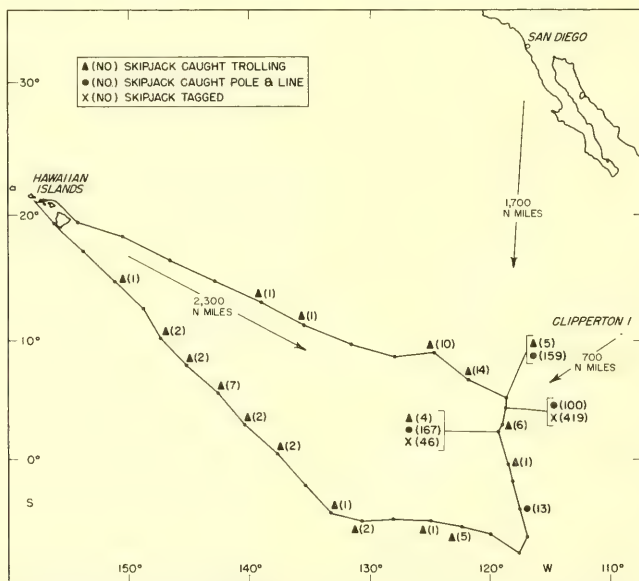 SAN DIEGO
30°
▲(NO.) SKIPJACK CAUGHT TROLLING
●(NO.) SKIPJACK CAUGHT POLE & LINE
X(NO) SKIPJACK TAGGED
HAWAIIAN
ISLANDS
20°
1,700
N MILES
2,300
N MILES
▲(1)
▲(1)
▲(1)
CLIPPERTON I
▲(2)
▲(10)
▲(5)
●(159)
700
N MILES
10°
▲(2)
▲(14)
▲(7)
●(100)
X(419)
▲(4)
●(167)
X(46)
▲(6)
▲(2)
▲(2)
▲(1)
0°
S
▲(1)
▲(2)
▲(1)
▲(5)
●(13)
150°
140°
130°
120°
W
110°